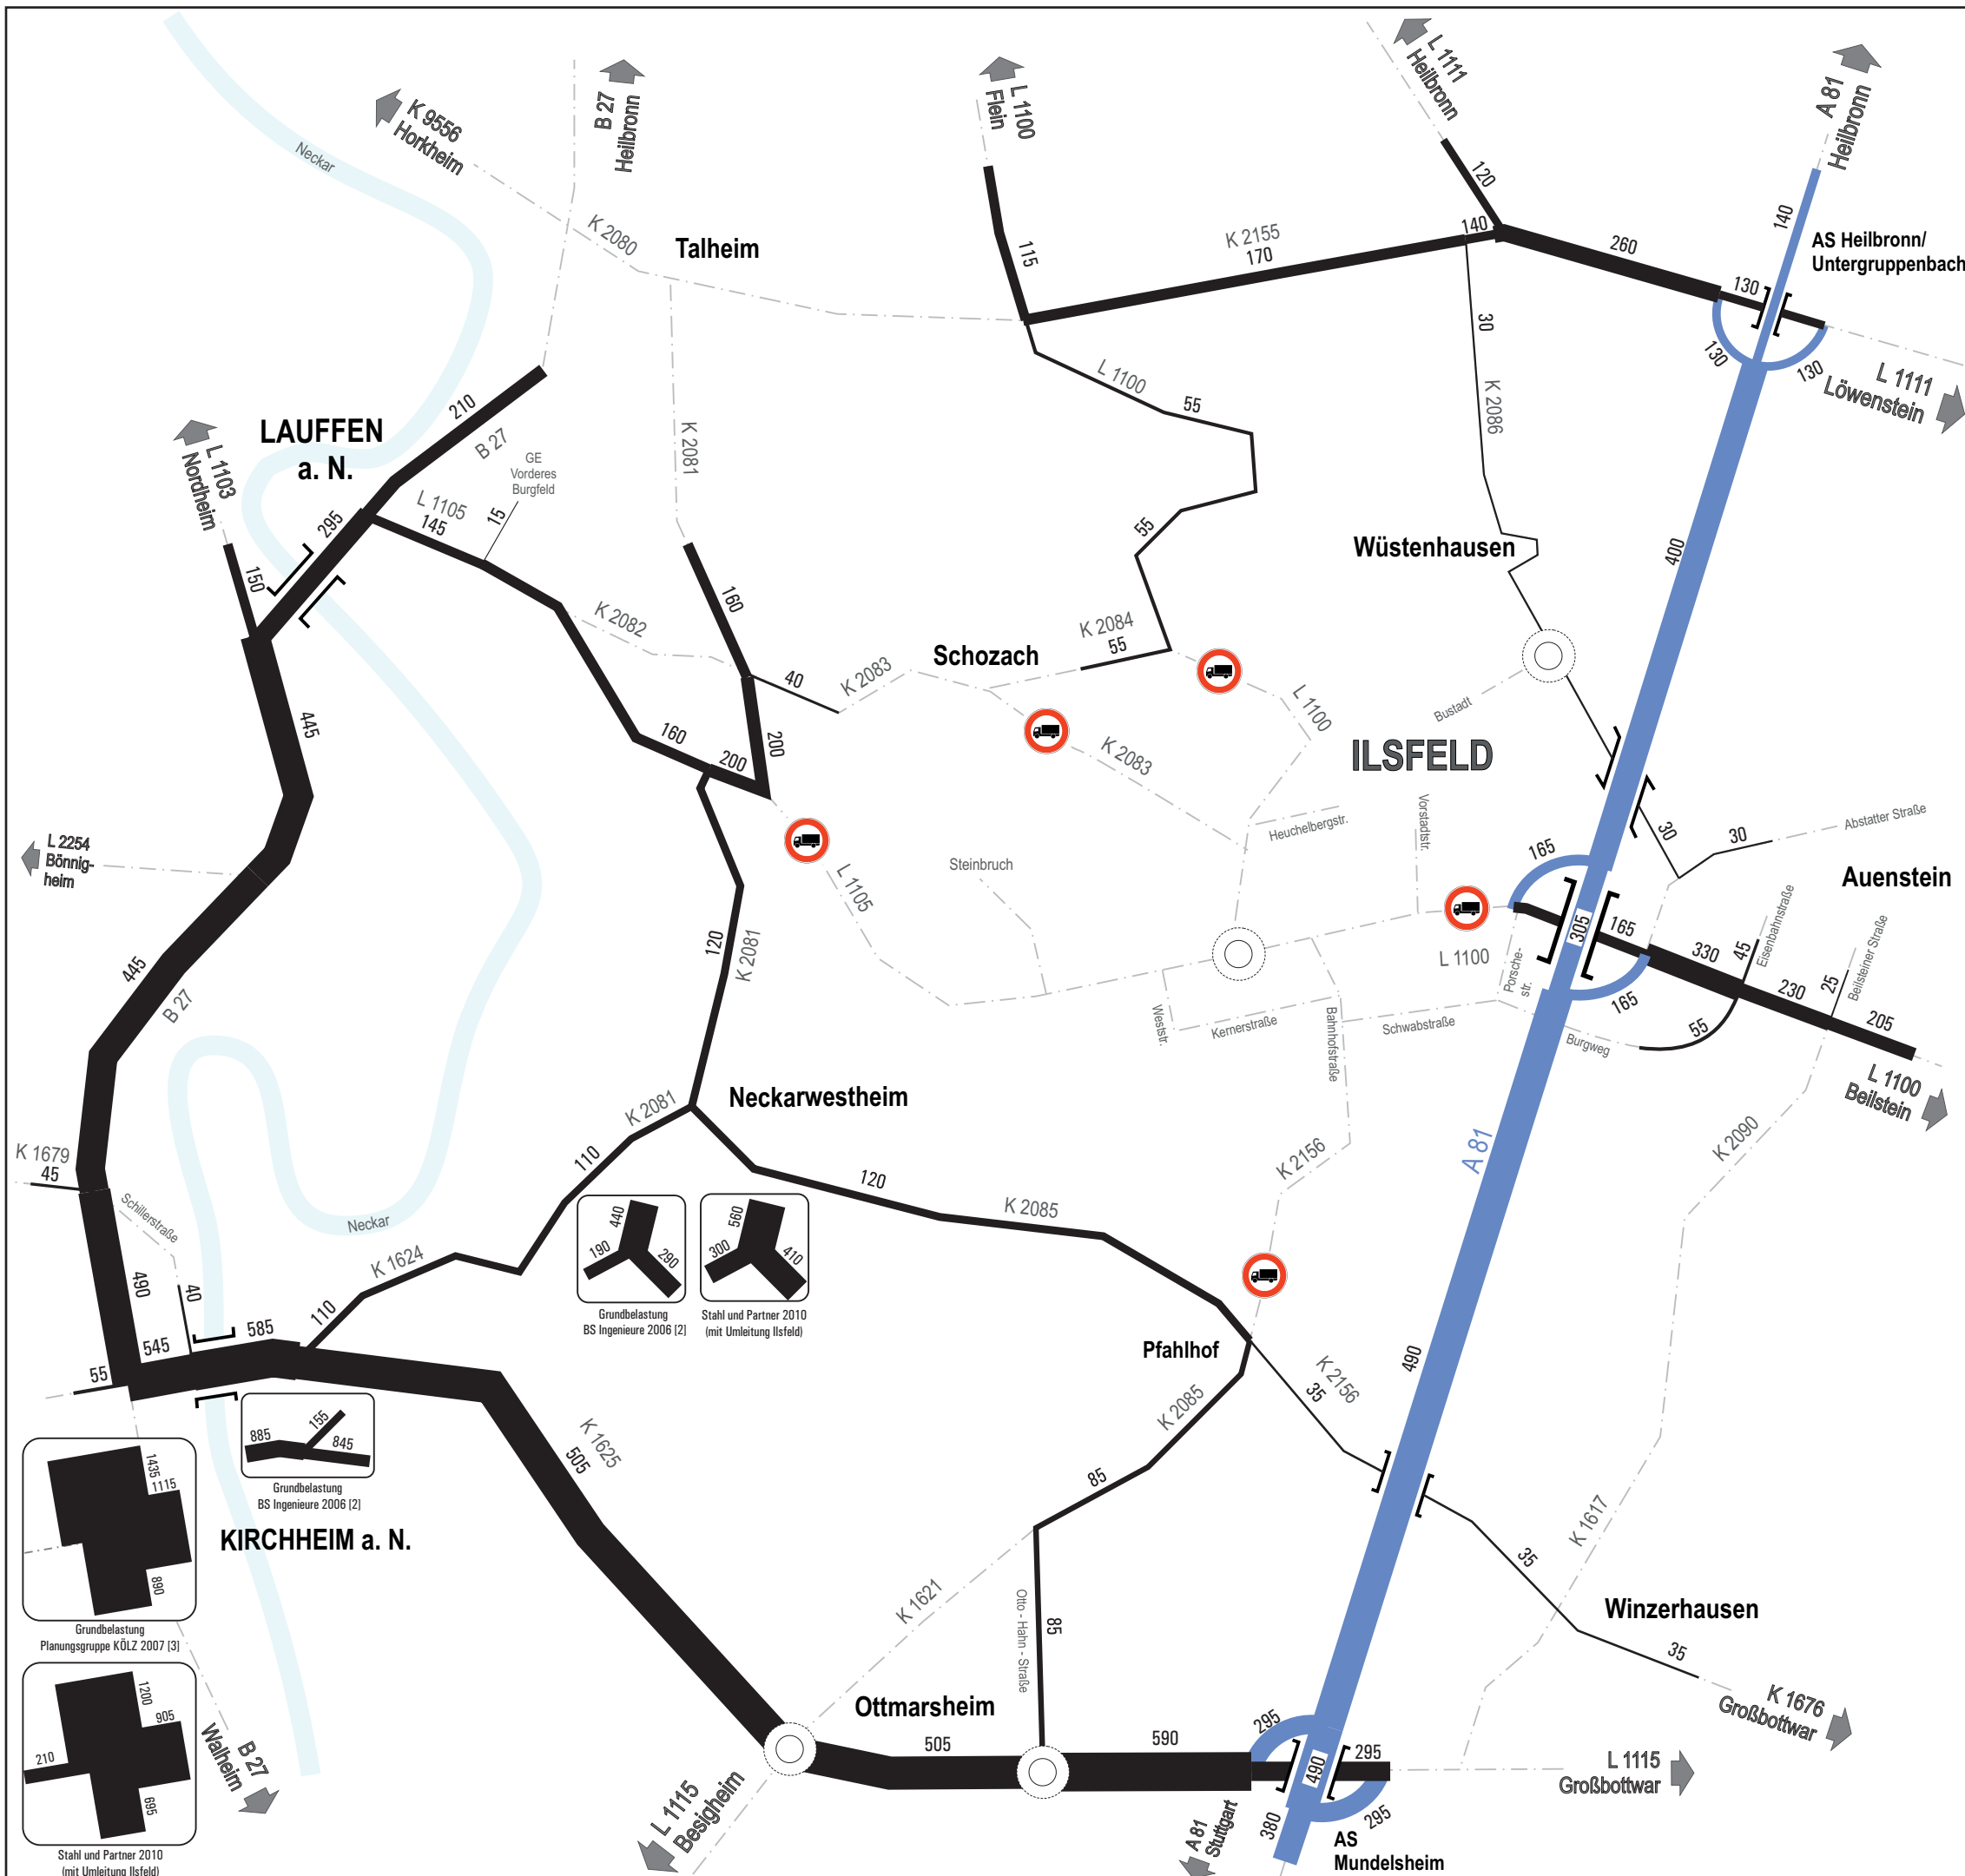 K 9556
Horkheim
B 27
Heilbronn
L 1100
Flein
L 1111
Heilbronn
A 81
Heilbronn
Neckar
K 2080
Talheim
115
K 2155
170
140
120
260
130
140
AS Heilbronn/
Untergruppenbach
130
130
L 1111
Löwenstein
30
K 2086
L 1100
55
LAUFFEN
a. N.
210
B 27
L 1103
Nordheim
295
150
L 1105
145
GE
Vorderes
Burgfeld
15
K 2081
160
K 2082
40
K 2083
200
160
200
Schozach
55
K 2084
55
L 1100
K 2083
Wüstenhausen
400
Bustadt
ILSFELD
Heuchelbergstr.
Vorstadtstr.
445
L 2254
Bönnig-
heim
L 1105
Steinbruch
165
30
30
Abstatter Straße
Auenstein
L 1100
305
165
330
45
Eisenbahnstraße
230
25
Beilsteiner Straße
205
165
55
Porsche-
str.
Burgweg
Schwabstraße
Weststr.
Kernerstraße
Bahnhofstraße
L 1100
Beilstein
120
K 2081
445
B 27
Neckarwestheim
K 2081
110
K 1679
45
Schillerstraße
Neckar
K 1624
110
120
K 2085
K 2156
A 81
K 2090
490
40
585
545
55
440
190
290
Grundbelastung
BS Ingenieure 2006 [2]
560
300
410
Stahl und Partner 2010
(mit Umleitung Ilsfeld)
Pfahlhof
490
K 2156
35
K 2085
85
155
885
845
Grundbelastung
BS Ingenieure 2006 [2]
KIRCHHEIM a. N.
K 1625
505
1435
1115
890
Grundbelastung
Planungsgruppe KÖLZ 2007 [3]
1200
905
210
695
Stahl und Partner 2010
(mit Umleitung Ilsfeld)
B 27
Walheim
K 1621
Otto - Hahn - Straße
85
K 1617
35
Winzerhausen
35
K 1676
Großbottwar
Ottmarsheim
505
590
295
490
295
L 1115
Großbottwar
295
380
L 1115
Besigheim
A 81
Stuttgart
AS
Mundelsheim